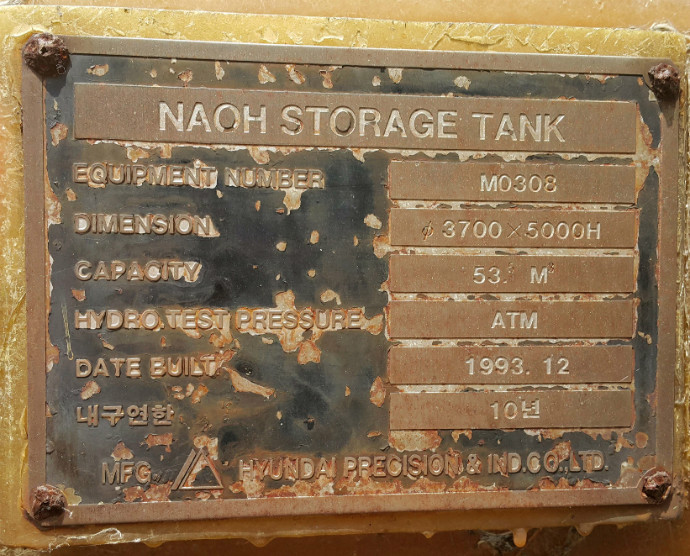 NAOH STORAGE TANK
EQUIPMENT NUMBER M0308
DIMENSION ϕ 3700 × 5000H
CAPACITY 53. M³
HYDRO.TEST PRESSURE ATM
DATE BUILT 1993. 12
내구연한 10년
MFG. HYUNDAI PRECISION & IND.CO.,LTD.